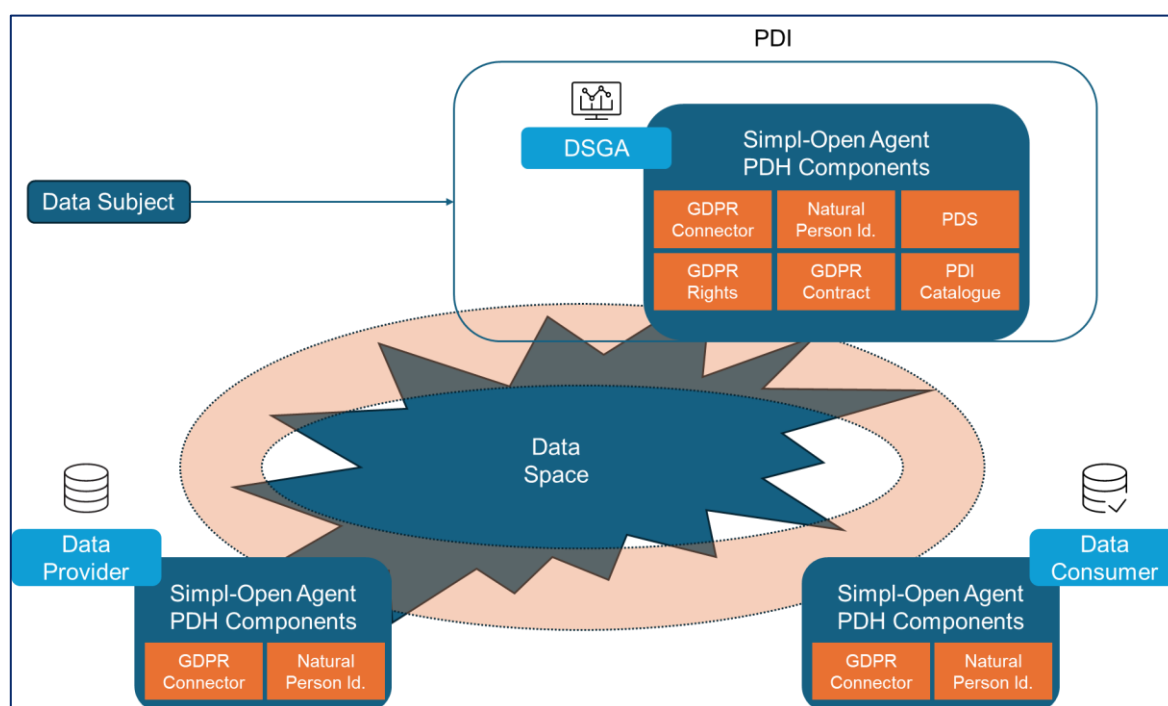 PDI
DSGA
Simpl-Open Agent
PDH Components
Data Subject
GDPR
Connector
Natural
Person Id.
PDS
GDPR
Rights
GDPR
Contract
PDI
Catalogue
Data
Space
Data
Provider
Simpl-Open Agent
PDH Components
GDPR
Connector
Natural
Person Id.
Data
Consumer
Simpl-Open Agent
PDH Components
GDPR
Connector
Natural
Person Id.